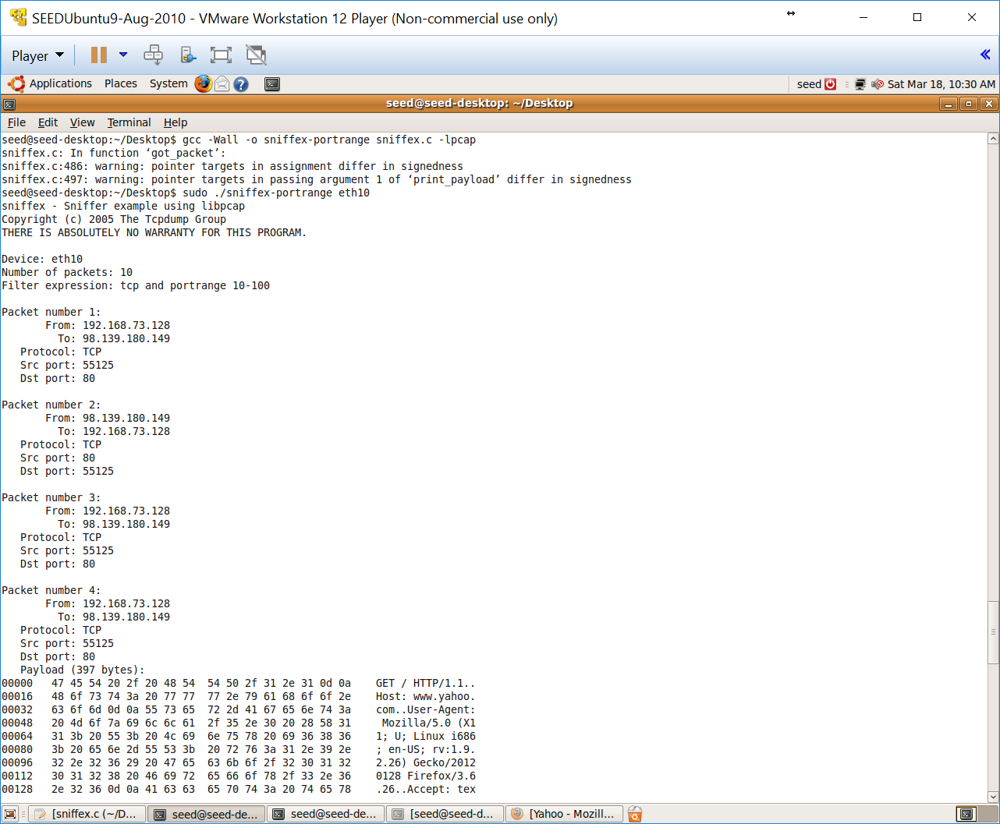 SEEDUbuntu9-Aug-2010 - VMware Workstation 12 Player (Non-commercial use only)
Player
Applications Places System seed Sat Mar 18, 10:30 AM
seed@seed-desktop: ~/Desktop
File Edit View Terminal Help
seed@seed-desktop:~/Desktop$ gcc -Wall -o sniffex-portrange sniffex.c -lpcap
sniffex.c: In function ‘got_packet’:
sniffex.c:486: warning: pointer targets in assignment differ in signedness
sniffex.c:497: warning: pointer targets in passing argument 1 of ‘print_payload’ differ in signedness
seed@seed-desktop:~/Desktop$ sudo ./sniffex-portrange eth10
sniffex - Sniffer example using libpcap
Copyright (c) 2005 The Tcpdump Group
THERE IS ABSOLUTELY NO WARRANTY FOR THIS PROGRAM.
Device: eth10
Number of packets: 10
Filter expression: tcp and portrange 10-100
Packet number 1:
From: 192.168.73.128
To: 98.139.180.149
Protocol: TCP
Src port: 55125
Dst port: 80
Packet number 2:
From: 98.139.180.149
To: 192.168.73.128
Protocol: TCP
Src port: 80
Dst port: 55125
Packet number 3:
From: 192.168.73.128
To: 98.139.180.149
Protocol: TCP
Src port: 55125
Dst port: 80
Packet number 4:
From: 192.168.73.128
To: 98.139.180.149
Protocol: TCP
Src port: 55125
Dst port: 80
Payload (397 bytes):
00000 47 45 54 20 2f 20 48 54 54 50 2f 31 2e 31 0d 0a GET / HTTP/1.1..
00016 48 6f 73 74 3a 20 77 77 77 2e 79 61 68 6f 6f 2e Host: www.yahoo.
00032 63 6f 6d 0d 0a 55 73 65 72 2d 41 67 65 6e 74 3a com..User-Agent:
00048 20 4d 6f 7a 69 6c 6c 61 2f 35 2e 30 20 28 58 31 Mozilla/5.0 (X1
00064 31 3b 20 55 3b 20 4c 69 6e 75 78 20 69 36 38 36 1; U; Linux i686
00080 3b 20 65 6e 2d 55 53 3b 20 72 76 3a 31 2e 39 2e ; en-US; rv:1.9.
00096 32 2e 32 36 29 20 47 65 63 6b 6f 2f 32 30 31 32 2.26) Gecko/2012
00112 30 31 32 38 20 46 69 72 65 66 6f 78 2f 33 2e 36 0128 Firefox/3.6
00128 2e 32 36 0d 0a 41 63 63 65 70 74 3a 20 74 65 78 .26..Accept: tex
[sniffex.c (~/D... seed@seed-de... seed@seed-de... [seed@seed-d... [Yahoo - Mozill...